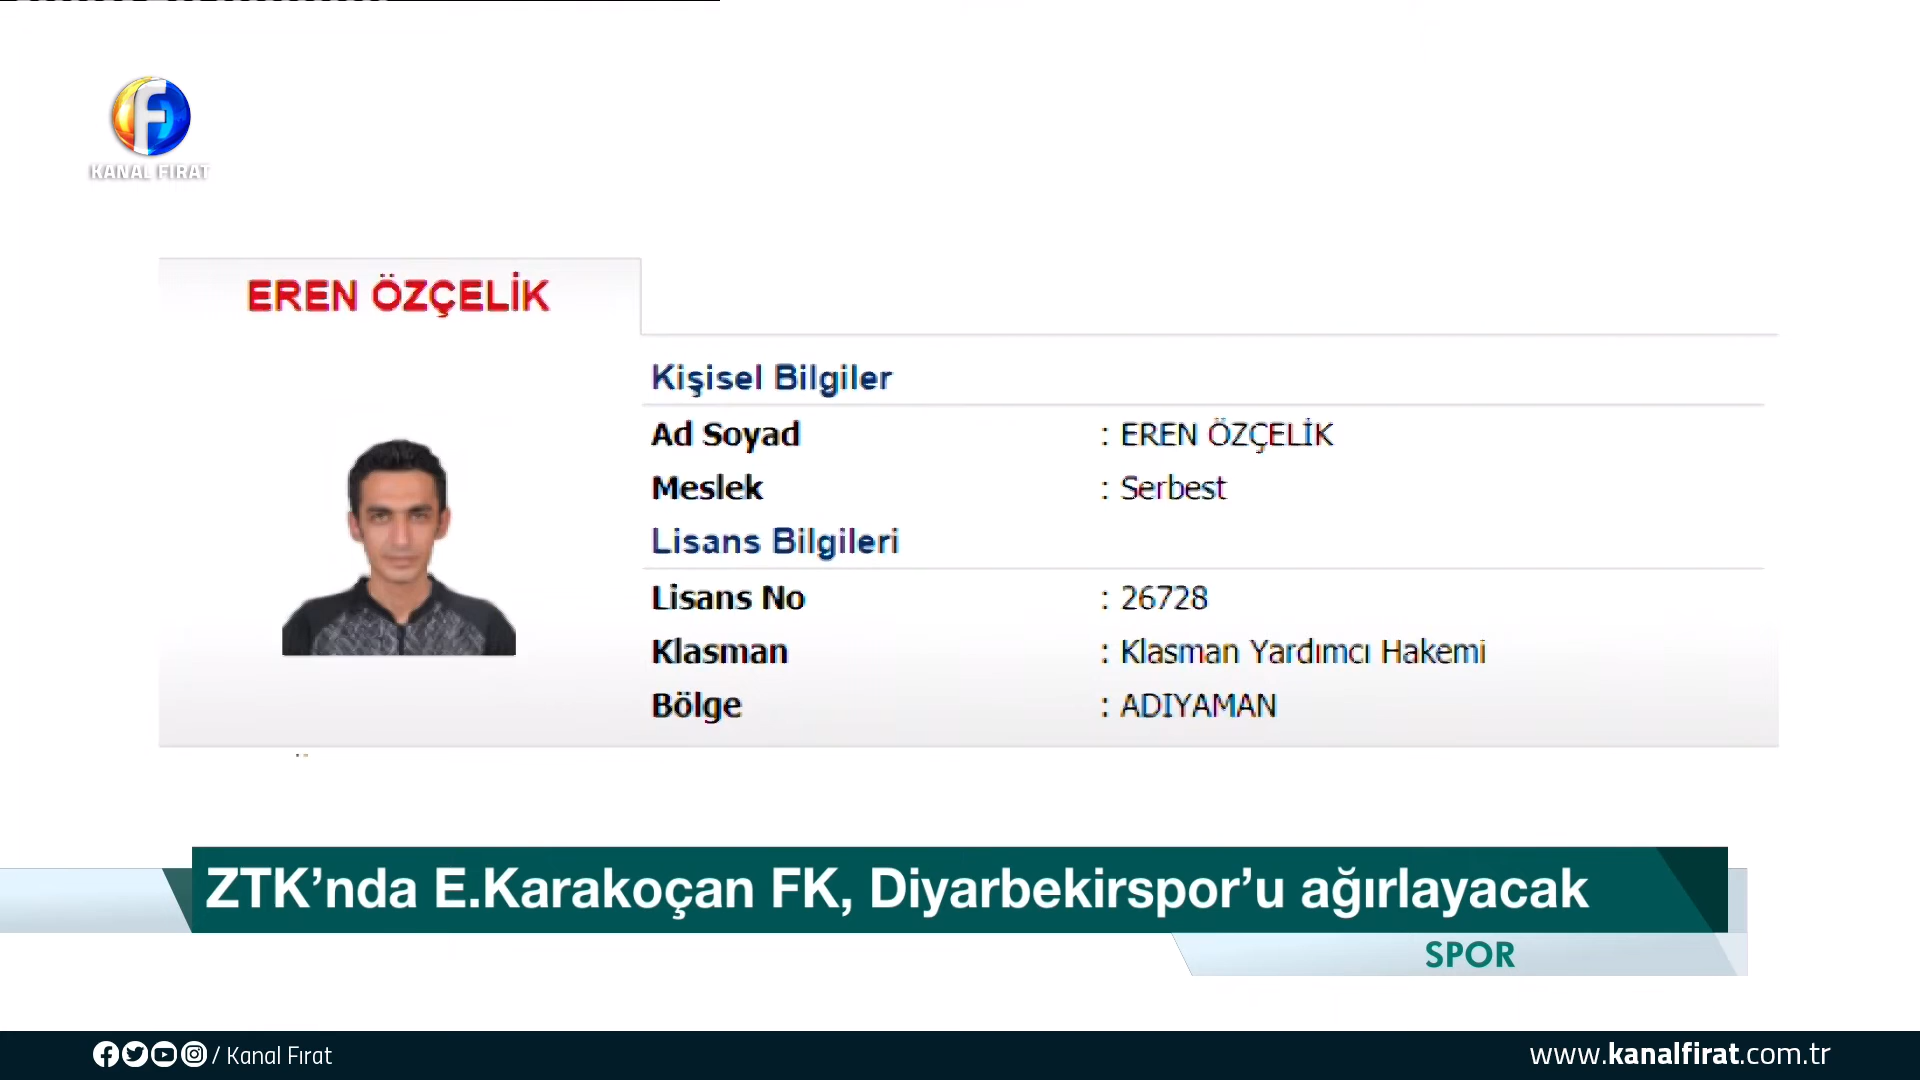 KANAL FIRAT
EREN ÖZÇELİK
Kişisel Bilgiler
Ad Soyad : EREN ÖZÇELİK
Meslek : Serbest
Lisans Bilgileri
Lisans No : 26728
Klasman : Klasman Yardımcı Hakemi
Bölge : ADIYAMAN
ZTK’nda E.Karakoçan FK, Diyarbekirspor’u ağırlayacak
SPOR
/ Kanal Fırat
www.kanalfirat.com.tr